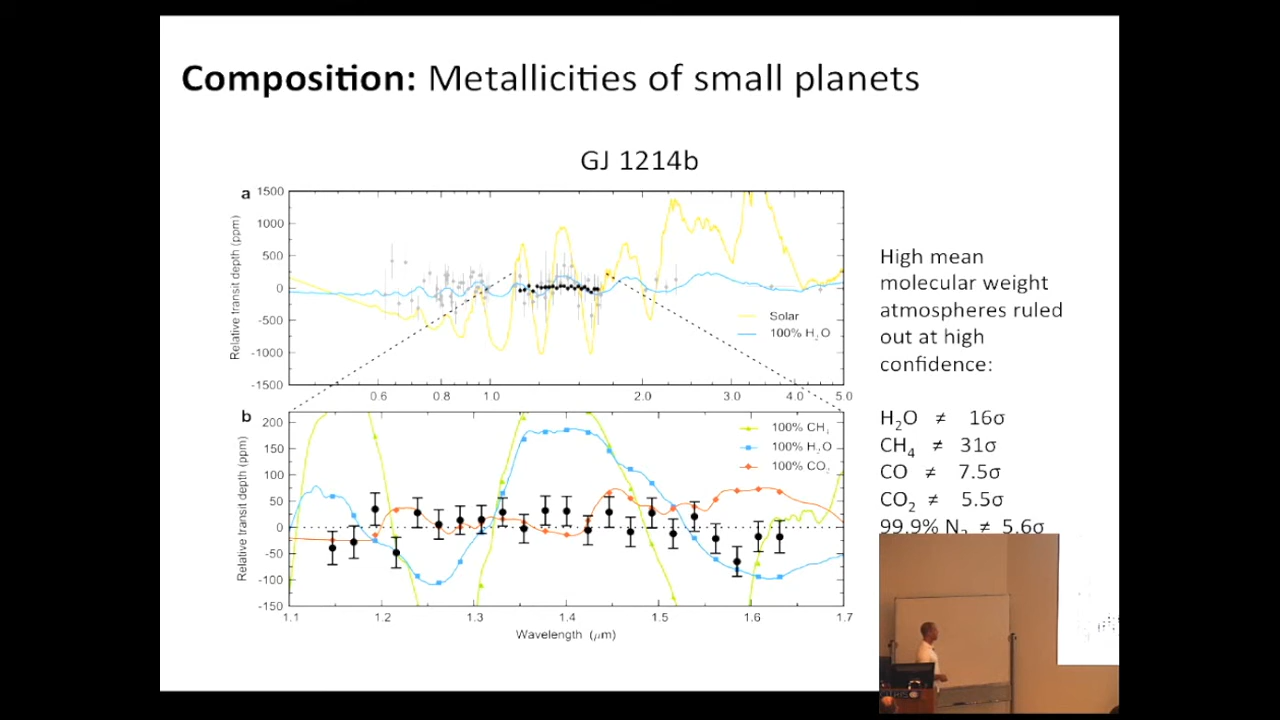 Composition: Metallicities of small planets
GJ 1214b
a
1500
1000
500
0
-500
-1000
-1500
Relative transit depth (ppm)
Solar
100% H₂O
0.6 0.8 1.0 2.0 3.0 4.0 5.0
b
200
150
100
50
0
-50
-100
-150
Relative transit depth (ppm)
100% CH₄
100% H₂O
100% CO₂
1.1 1.2 1.3 1.4 1.5 1.6 1.7
Wavelength (μm)
High mean
molecular weight
atmospheres ruled
out at high
confidence:
H₂O ≠ 16σ
CH₄ ≠ 31σ
CO ≠ 7.5σ
CO₂ ≠ 5.5σ
99.9% N₂ ≠ 5.6σ